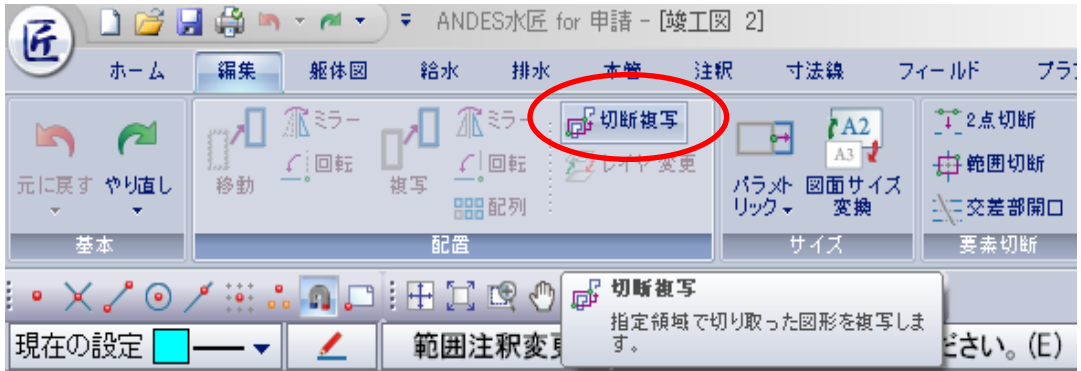 匠
ANDES水匠 for 申請 - [竣工図 2]
ホーム 編集 躯体図 給水 排水 本管 注釈 寸法線 フィールド
元に戻す やり直し
基本
移動 ミラー 回転 複写 ミラー 回転 配列 切断複写 レイヤ変更
配置
パラメトリック 図面サイズ変換 A2 A3
サイズ
2点切断
範囲切断
交差部開口
要素切断
切断複写
指定領域で切り取った図形を複写しま
す。
現在の設定 範囲注釈変 ださい。(E)